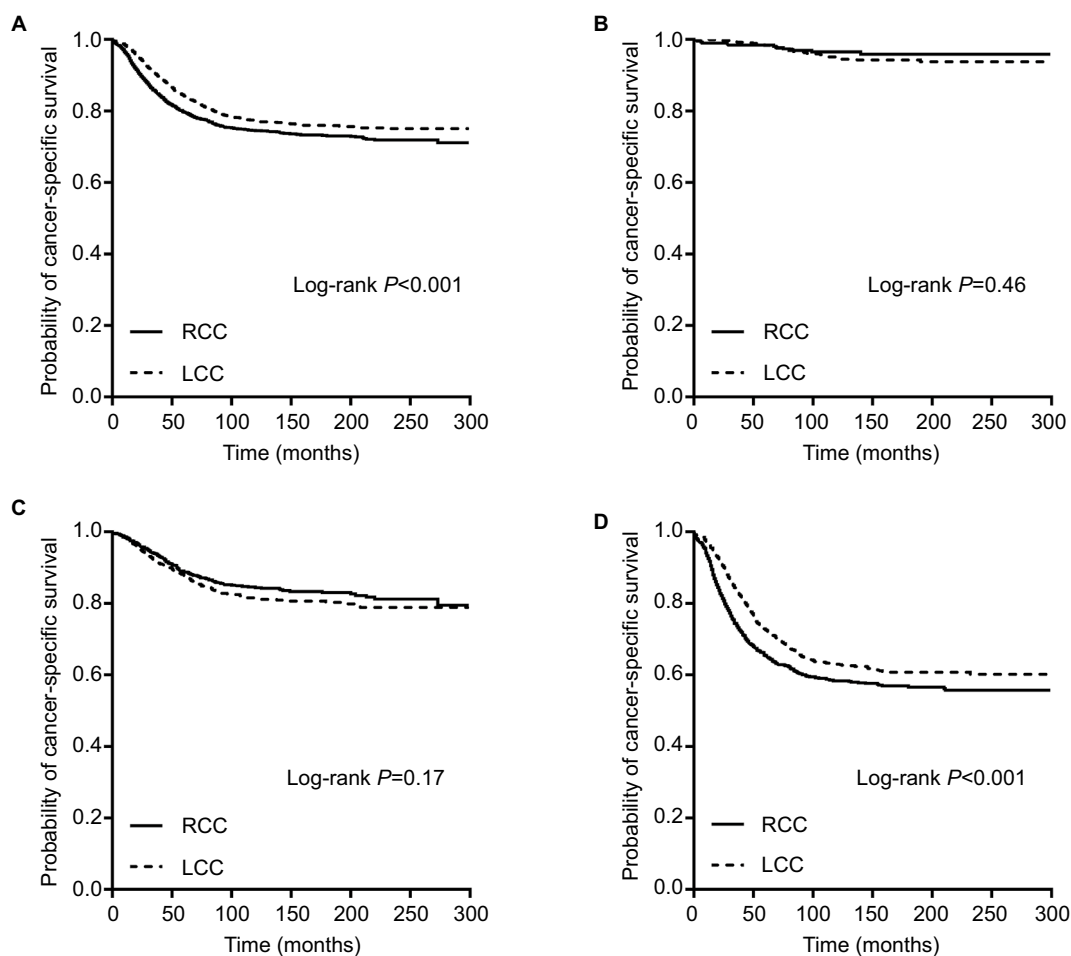 A
Probability of cancer-specific survival
1.0
0.8
0.6
0.4
0.2
0.0
Log-rank P<0.001
RCC
LCC
0 50 100 150 200 250 300
Time (months)
B
Probability of cancer-specific survival
1.0
0.8
0.6
0.4
0.2
0.0
Log-rank P=0.46
RCC
LCC
0 50 100 150 200 250 300
Time (months)
C
Probability of cancer-specific survival
1.0
0.8
0.6
0.4
0.2
0.0
Log-rank P=0.17
RCC
LCC
0 50 100 150 200 250 300
Time (months)
D
Probability of cancer-specific survival
1.0
0.8
0.6
0.4
0.2
0.0
Log-rank P<0.001
RCC
LCC
0 50 100 150 200 250 300
Time (months)